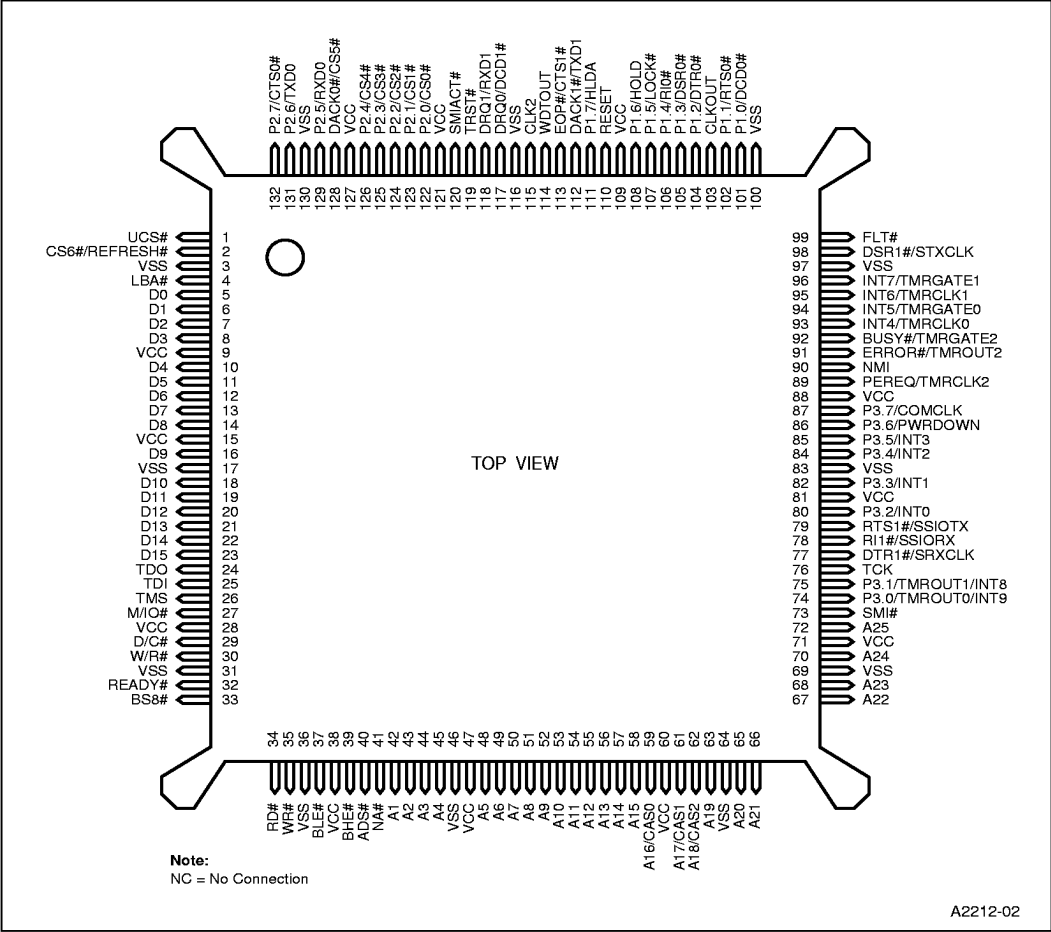 P2.7/CTS0#
P2.6/TXD0
VSS
P2.5/RXD0
DACK0#/CS5#
VCC
P2.4/CS4#
P2.3/CS3#
P2.2/CS2#
P2.1/CS1#
P2.0/CS0#
VCC
SMIACT#
TRST#
DRQ1/RXD1
DRQ0/DCD1#
VSS
CLK2
WDTOUT
EOP#/CTS1#
DACK1#/TXD1
P1.7/HLDA
RESET
VCC
P1.6/HOLD
P1.5/LOCK#
P1.4/RI0#
P1.3/DSR0#
P1.2/DTR0#
CLKOUT
P1.1/RTS0#
P1.0/DCD0#
VSS
132
131
130
129
128
127
126
125
124
123
122
121
120
119
118
117
116
115
114
113
112
111
110
109
108
107
106
105
104
103
102
101
100
UCS# 1
CS6#/REFRESH# 2
VSS 3
LBA# 4
D0 5
D1 6
D2 7
D3 8
VCC 9
D4 10
D5 11
D6 12
D7 13
D8 14
VCC 15
D9 16
VSS 17
D10 18
D11 19
D12 20
D13 21
D14 22
D15 23
TDO 24
TDI 25
TMS 26
M/IO# 27
VCC 28
D/C# 29
W/R# 30
VSS 31
READY# 32
BS8# 33
TOP VIEW
99 FLT#
98 DSR1#/STXCLK
97 VSS
96 INT7/TMRGATE1
95 INT6/TMRCLK1
94 INT5/TMRGATE0
93 INT4/TMRCLK0
92 BUSY#/TMRGATE2
91 ERROR#/TMROUT2
90 NMI
89 PEREQ/TMRCLK2
88 VCC
87 P3.7/COMCLK
86 P3.6/PWRDOWN
85 P3.5/INT3
84 P3.4/INT2
83 VSS
82 P3.3/INT1
81 VCC
80 P3.2/INT0
79 RTS1#/SSIOTX
78 RI1#/SSIORX
77 DTR1#/SRXCLK
76 TCK
75 P3.1/TMROUT1/INT8
74 P3.0/TMROUT0/INT9
73 SMI#
72 A25
71 VCC
70 A24
69 VSS
68 A23
67 A22
34
35
36
37
38
39
40
41
42
43
44
45
46
47
48
49
50
51
52
53
54
55
56
57
58
59
60
61
62
63
64
65
66
RD#
WR#
VSS
BLE#
VCC
BHE#
ADS#
NA#
A1
A2
A3
A4
VSS
VCC
A5
A6
A7
A8
A9
A10
A11
A12
A13
A14
A15
A16/CAS0
VCC
A17/CAS1
A18/CAS2
A19
VSS
A20
A21
Note:
NC = No Connection
A2212-02